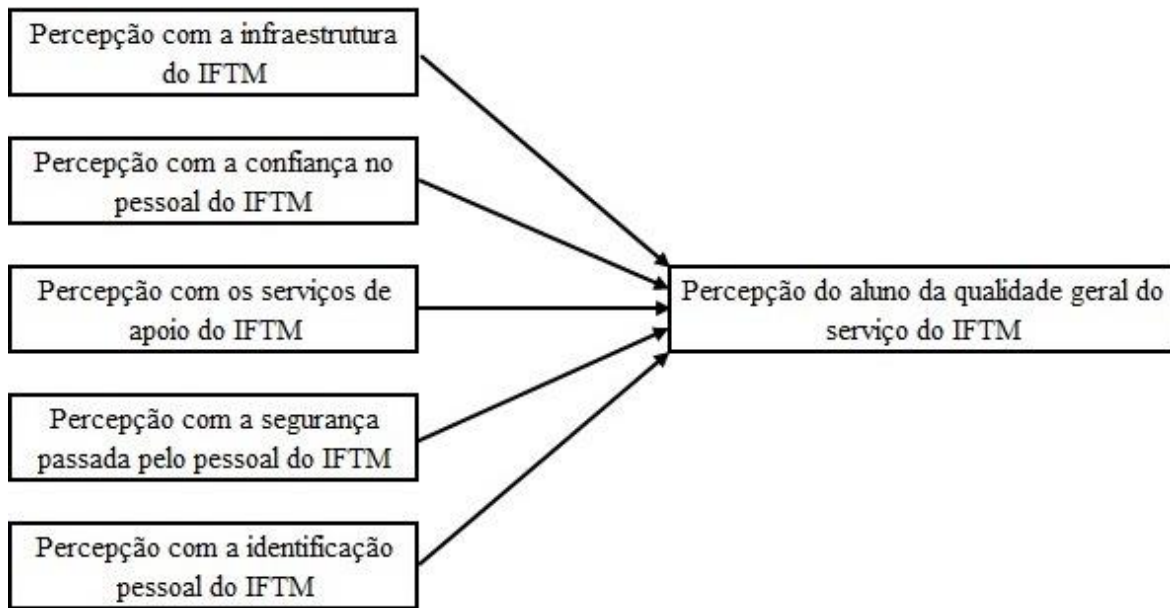 Percepção com a infraestrutura
do IFTM
Percepção com a confiança no
pessoal do IFTM
Percepção com os serviços de
apoio do IFTM
Percepção com a segurança
passada pelo pessoal do IFTM
Percepção com a identificação
pessoal do IFTM
Percepção do aluno da qualidade geral do
serviço do IFTM